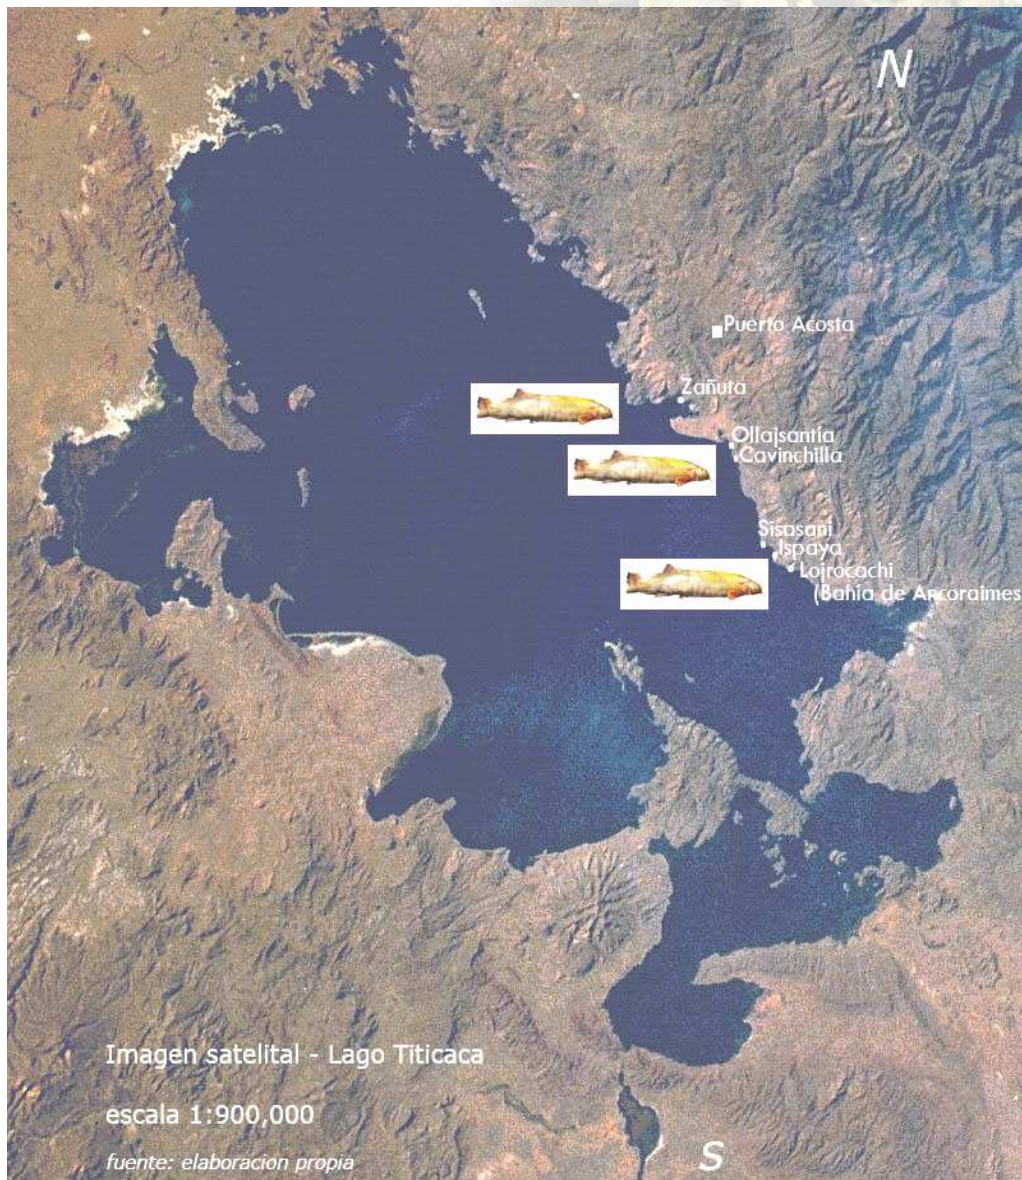 N
Puerto Acosta
Zañuta
Ollajsantía
Cavinchilla
Sisasani
Ispaya
Lojrocachi
(Bahía de Ancoraimes
Imagen satelital - Lago Titicaca
escala 1:900,000
fuente: elaboracion propia
S